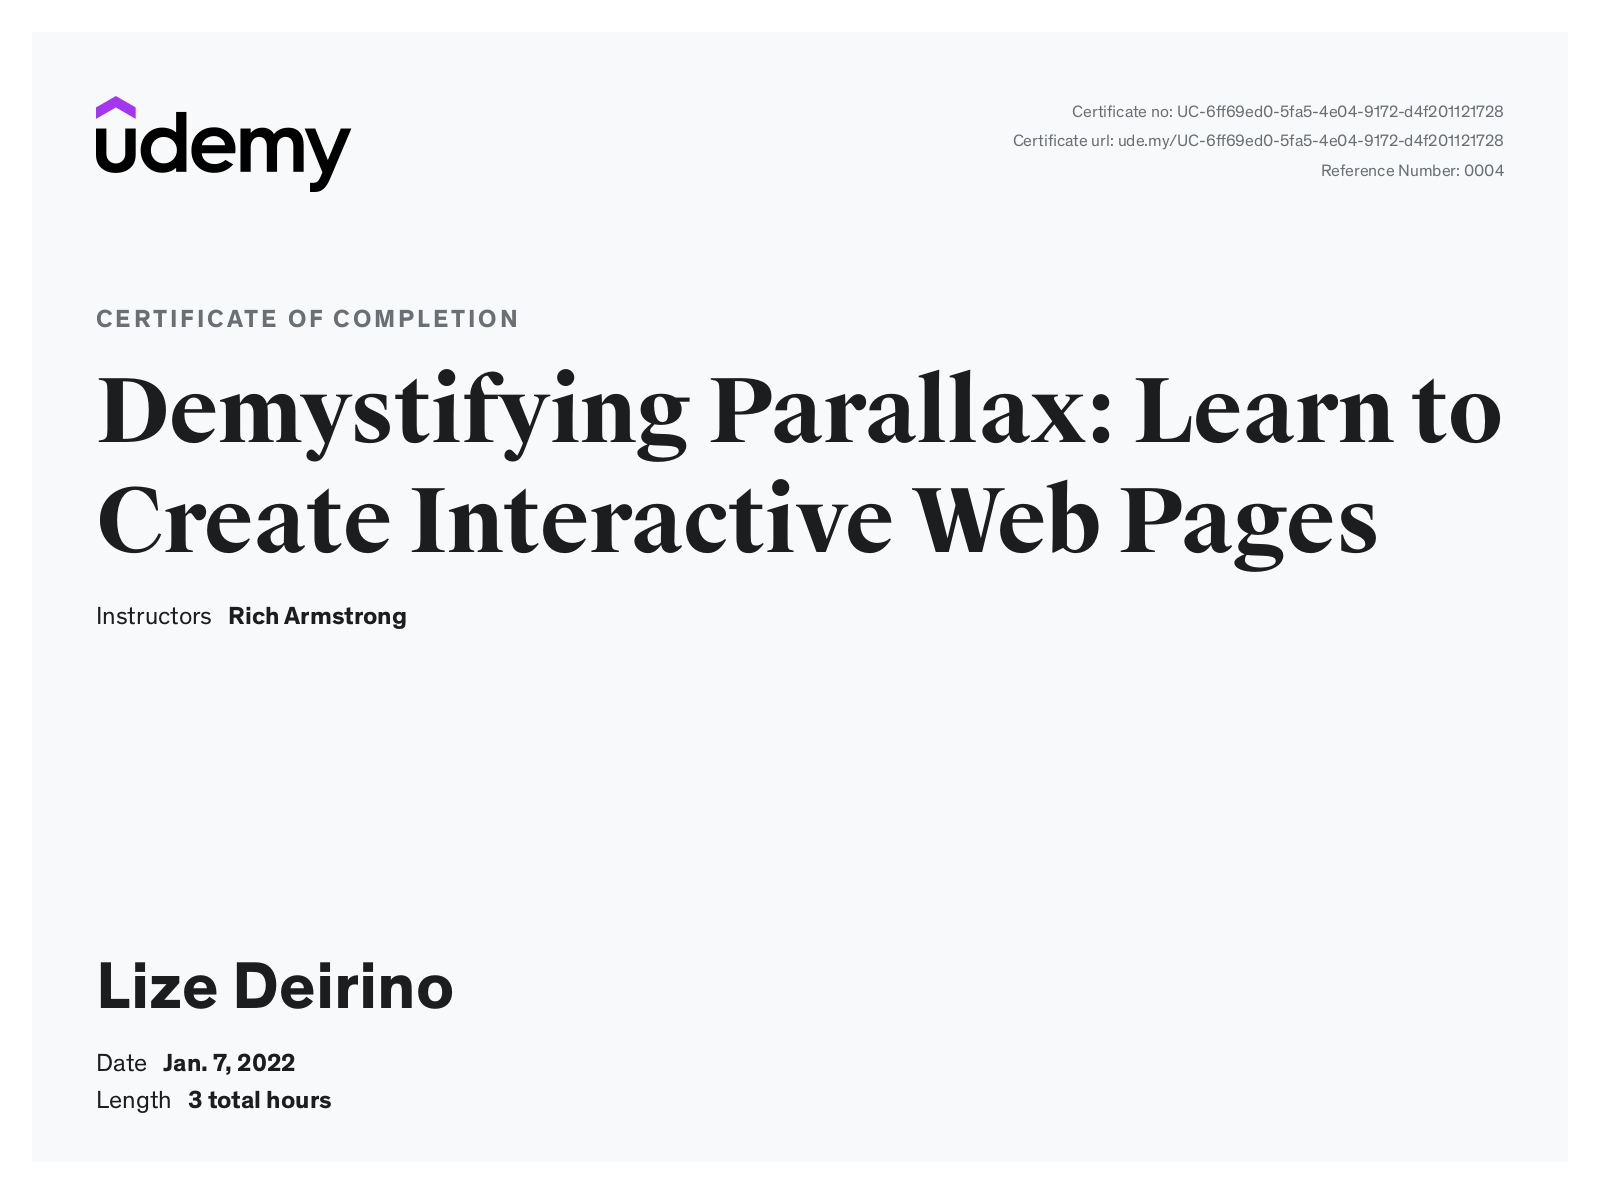 udemy
Certificate no: UC-6ff69ed0-5fa5-4e04-9172-d4f201121728
Certificate url: ude.my/UC-6ff69ed0-5fa5-4e04-9172-d4f201121728
Reference Number: 0004
CERTIFICATE OF COMPLETION
Demystifying Parallax: Learn to
Create Interactive Web Pages
Instructors Rich Armstrong
Lize Deirino
Date Jan. 7, 2022
Length 3 total hours